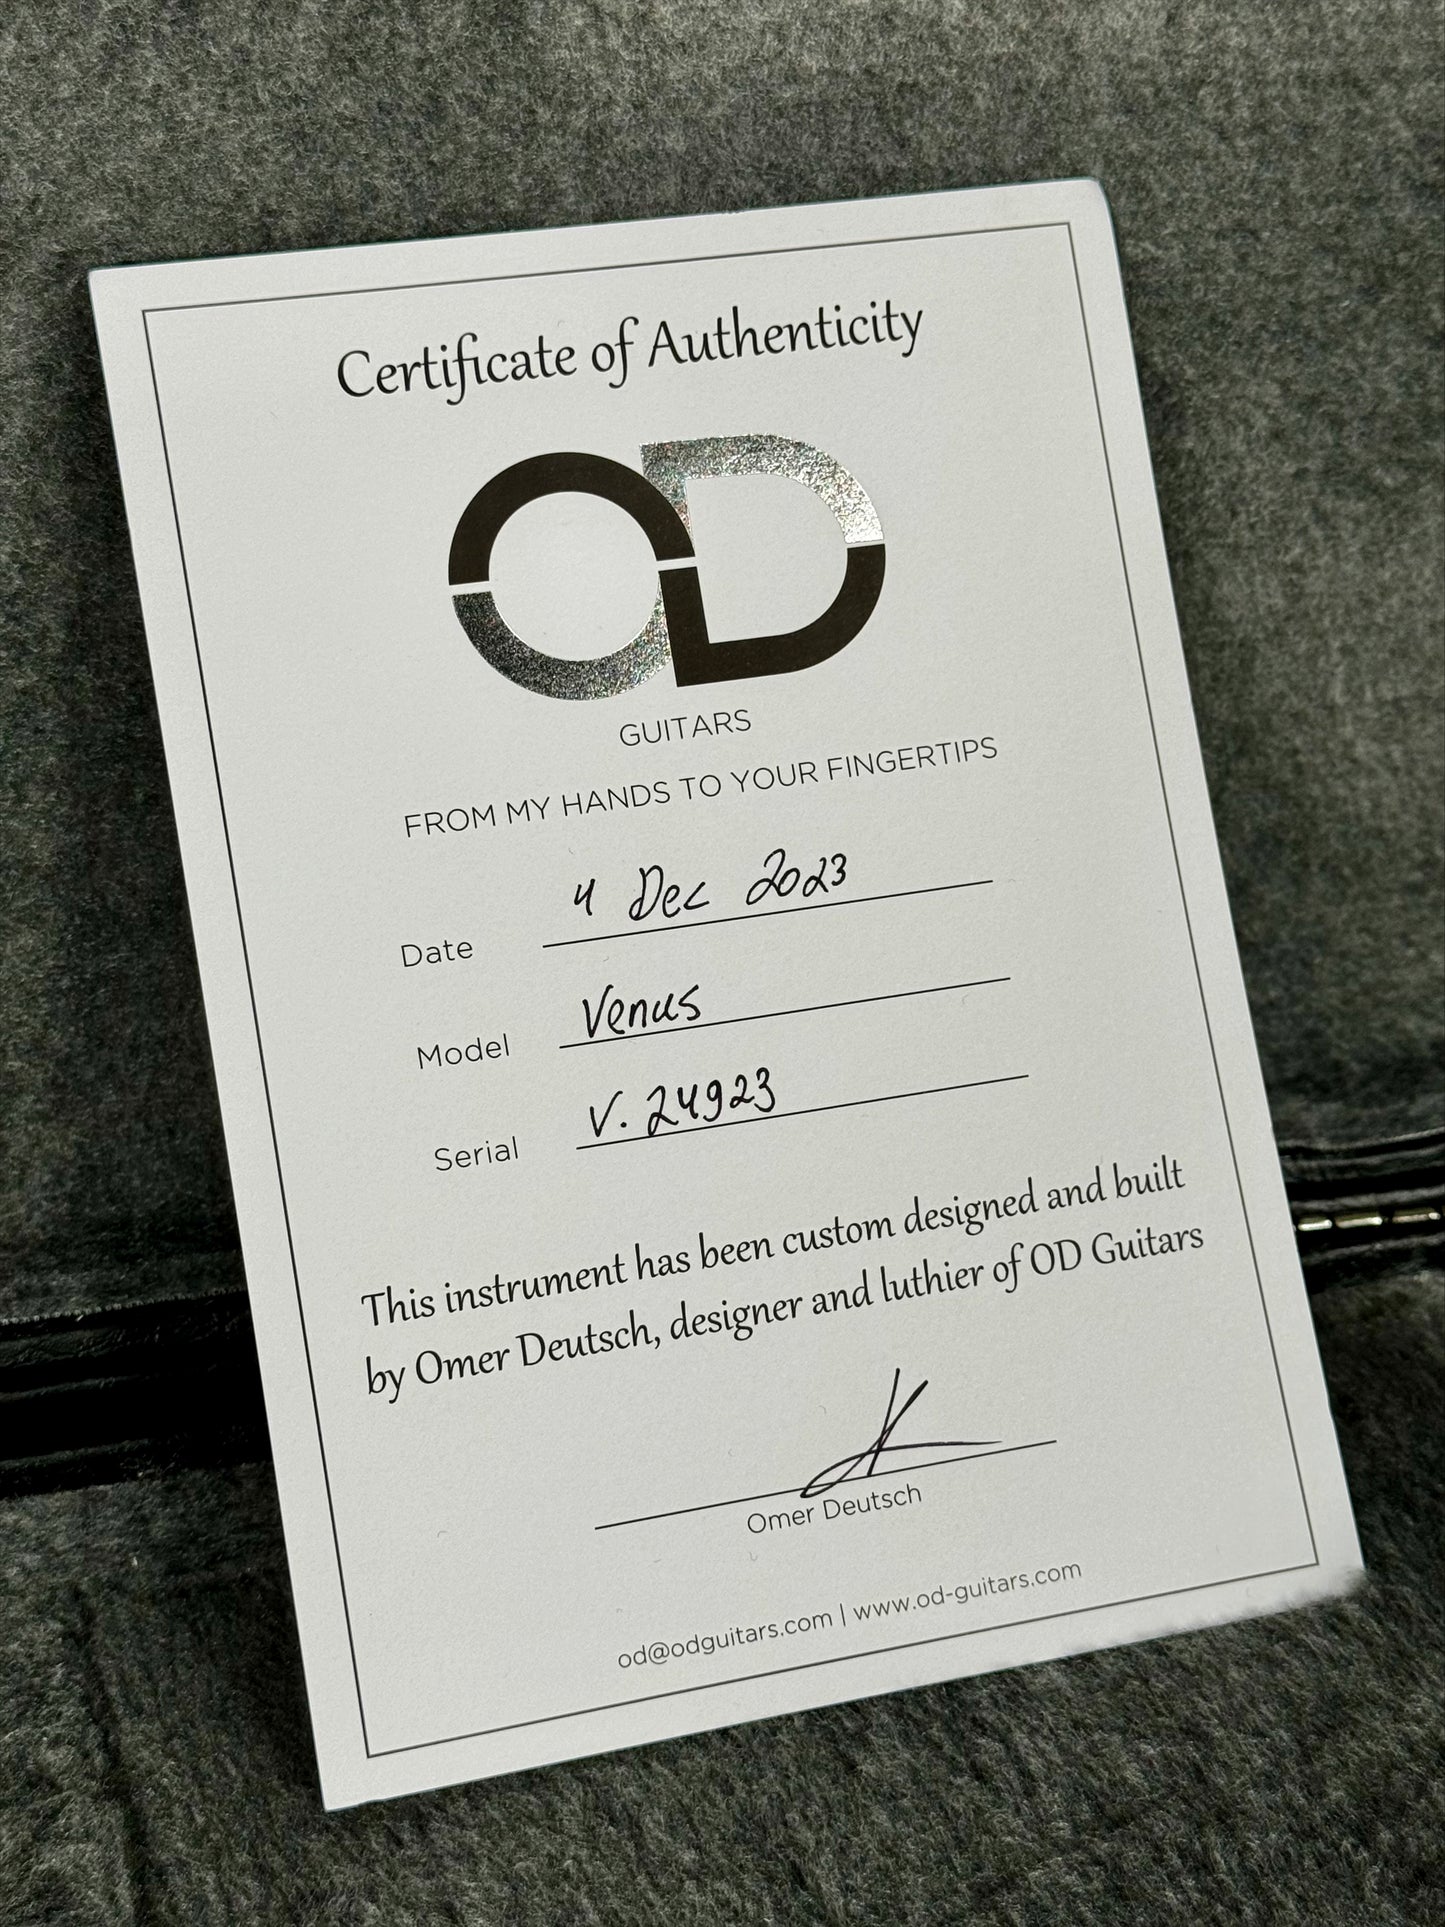 Certificate of Authenticity
OD
GUITARS
FROM MY HANDS TO YOUR FINGERTIPS
Date 4 Dec 2023
Model Venus
Serial V. 24923
This instrument has been custom designed and built
by Omer Deutsch, designer and luthier of OD Guitars
Omer Deutsch
od@odguitars.com | www.od-guitars.com